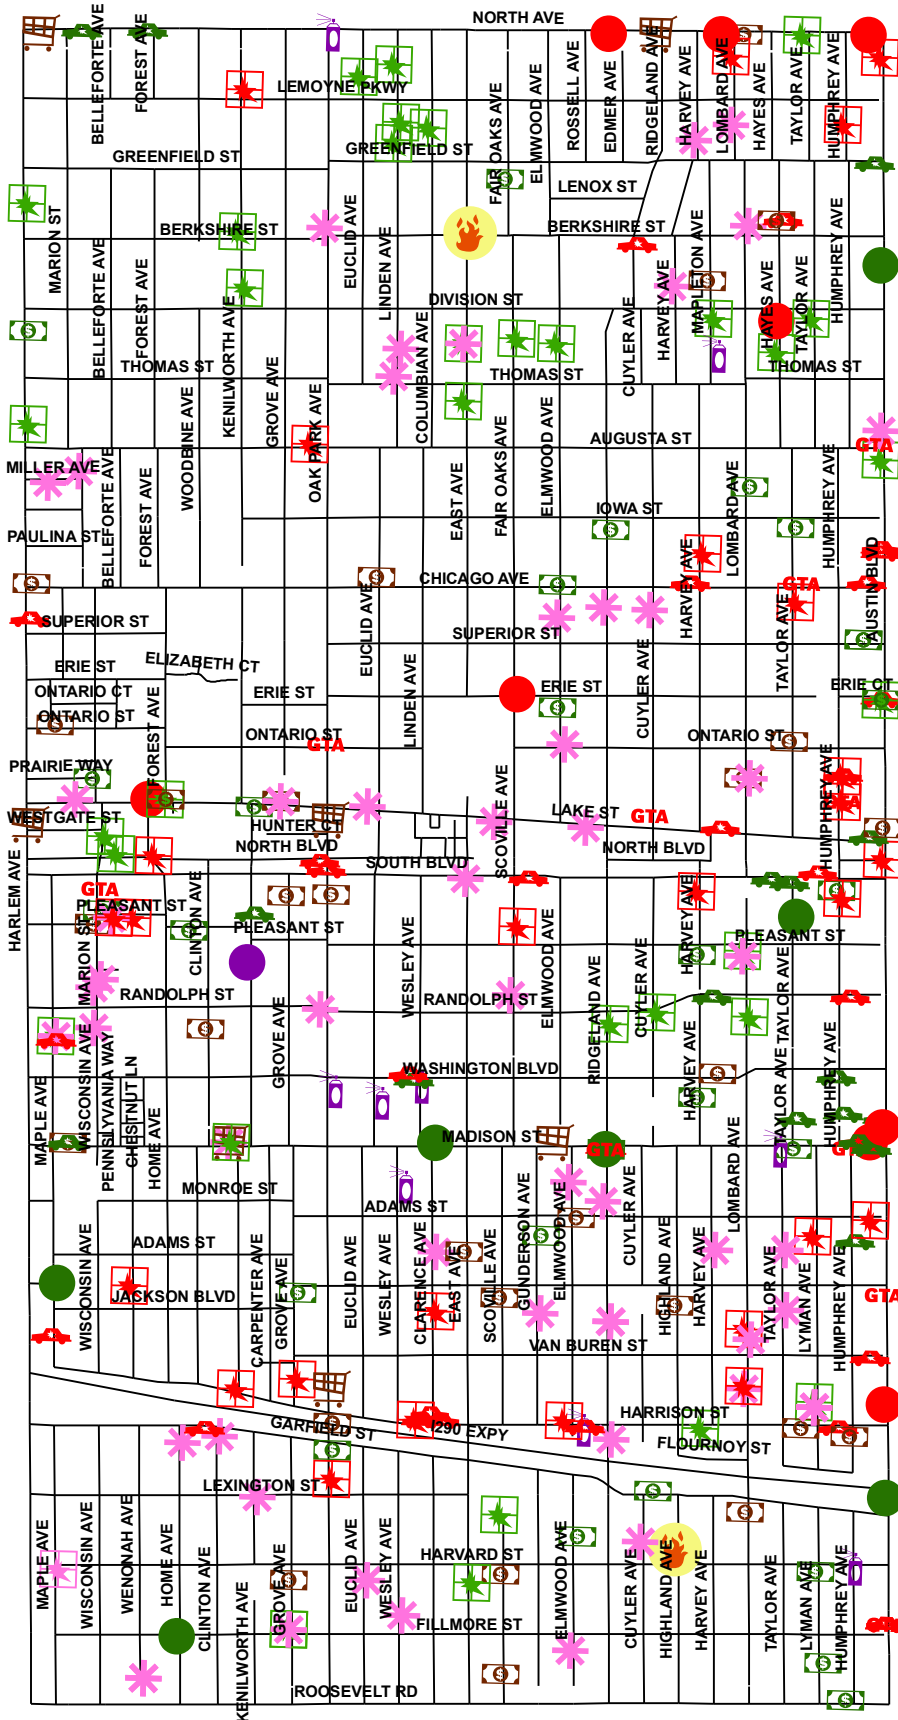 NORTH AVE
BELLEFORTE AVE
FOREST AVE
LEMOYNE PKWY
FAIR OAKS AVE
ELMWOOD AVE
ROSSELL AVE
EDMER AVE
RIDGELAND AVE
HARVEY AVE
LOMBARD AVE
HAYES AVE
TAYLOR AVE
HUMPHREY AVE
GREENFIELD ST
GREENFIELD ST
LENOX ST
MARION ST
BERKSHIRE ST
EUCLID AVE
LINDEN AVE
BERKSHIRE ST
BELLEFORTE AVE
FOREST AVE
KENILWORTH AVE
DIVISION ST
COLUMBIAN AVE
CUYLER AVE
HARVEY AVE
MAPLETON AVE
HAYES AVE
TAYLOR AVE
HUMPHREY AVE
THOMAS ST
THOMAS ST
THOMAS ST
WOODBINE AVE
GROVE AVE
OAK PARK AVE
AUGUSTA ST
GTA
MILLER AVE
BELLEFORTE AVE
FOREST AVE
EAST AVE
FAIR OAKS AVE
ELMWOOD AVE
LOMBARD AVE
HUMPHREY AVE
IOWA ST
PAULINA ST
CHICAGO AVE
HARVEY AVE
GTA
AUSTIN BLVD
SUPERIOR ST
EUCLID AVE
SUPERIOR ST
TAYLOR AVE
ERIE ST
ELIZABETH CT
ONTARIO CT
ERIE ST
ERIE ST
ERIE CT
LINDEN AVE
CUYLER AVE
ONTARIO ST
FOREST AVE
ONTARIO ST
GTA
ONTARIO ST
PRAIRIE WAY
HUMPHREY AVE
GTA
WESTGATE ST
HUNTER CT
SCOVILLE AVE
LAKE ST
GTA
NORTH BLVD
SOUTH BLVD
NORTH BLVD
HARLEM AVE
GTA
PLEASANT ST
CLINTON AVE
PLEASANT ST
HARVEY AVE
PLEASANT ST
MARION ST
RANDOLPH ST
WESLEY AVE
RANDOLPH ST
ELMWOOD AVE
RIDGELAND AVE
CUYLER AVE
TAYLOR AVE
GROVE AVE
WISCONSIN AVE
PENNSLYVANIA WAY
CHESTNUT LN
WASHINGTON BLVD
HARVEY AVE
TAYLOR AVE
HUMPHREY AVE
MAPLE AVE
HOME AVE
MADISON ST
GTA
GTA
MONROE ST
ADAMS ST
LOMBARD AVE
ADAMS ST
WISCONSIN AVE
CARPENTER AVE
GROVE AVE
EUCLID AVE
WESLEY AVE
CLARENCE AVE
EAST AVE
SCOVILLE AVE
GUNDERSON AVE
ELMWOOD AVE
CUYLER AVE
HIGHLAND AVE
HARVEY AVE
TAYLOR AVE
LYMAN AVE
HUMPHREY AVE
JACKSON BLVD
GTA
VAN BUREN ST
GARFIELD ST
I290 EXPY
HARRISON ST
FLOURNOY ST
LEXINGTON ST
MAPLE AVE
WISCONSIN AVE
WENONAH AVE
HOME AVE
CLINTON AVE
KENILWORTH AVE
GROVE AVE
EUCLID AVE
WESLEY AVE
HARVARD ST
ELMWOOD AVE
CUYLER AVE
HIGHLAND AVE
HARVEY AVE
TAYLOR AVE
LYMAN AVE
HUMPHREY AVE
FILLMORE ST
GTA
ROOSEVELT RD